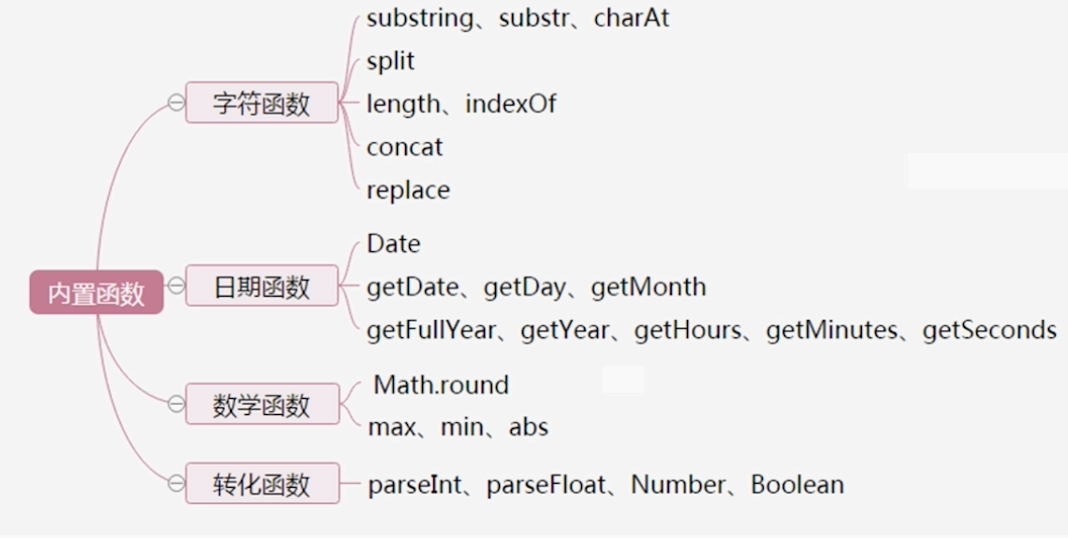 内置函数
字符函数
substring、substr、charAt
split
length、indexOf
concat
replace
日期函数
Date
getDate、getDay、getMonth
getFullYear、getYear、getHours、getMinutes、getSeconds
数学函数
Math.round
max、min、abs
转化函数
parseInt、parseFloat、Number、Boolean